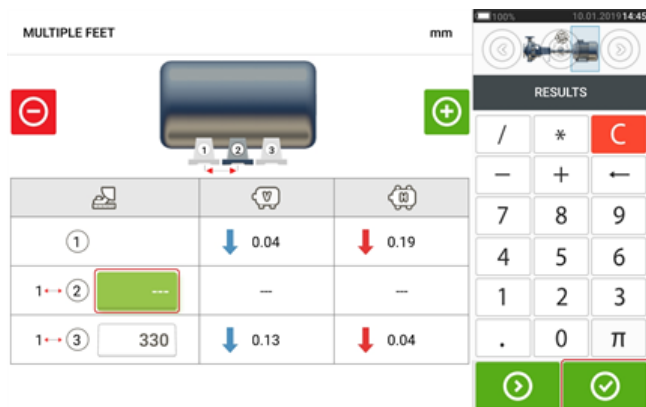 MULTIPLE FEET mm
100% 10.01.2019 14:45
RESULTS
1 2 3
V H
1 0.04 0.19
1 2 --- --- ---
1 3 330 0.13 0.04
/ * C
− + ←
7 8 9
4 5 6
1 2 3
. 0 π